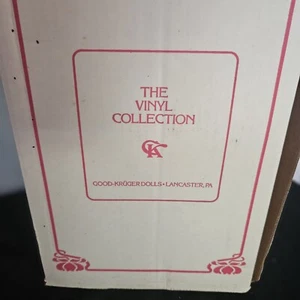 THE
VINYL
COLLECTION
GK
GOOD-KRÜGER DOLLS • LANCASTER, PA